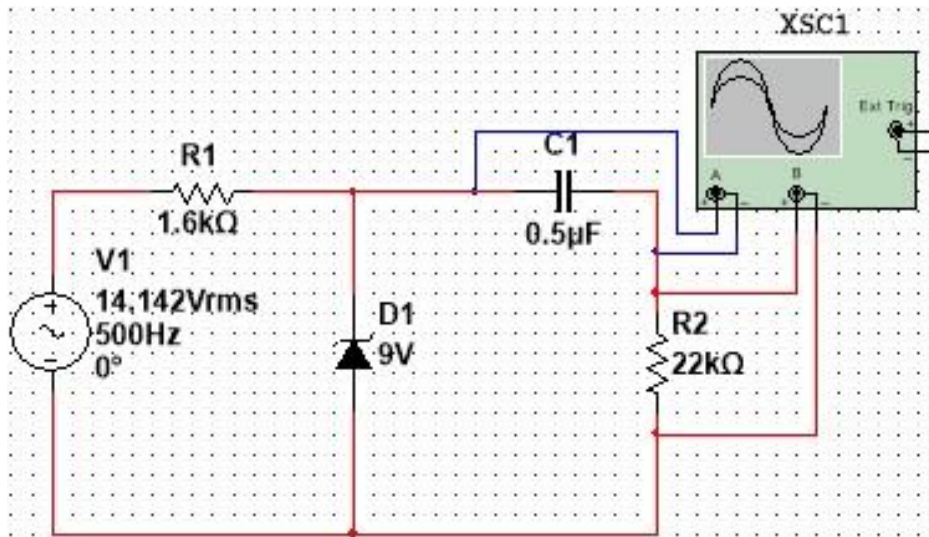 XSC1
Ext Trig
+
_
A
B
+ _
+ _
R1
1.6kΩ
C1
0.5µF
V1
14.142Vrms
500Hz
0°
+
D1
9V
R2
22kΩ